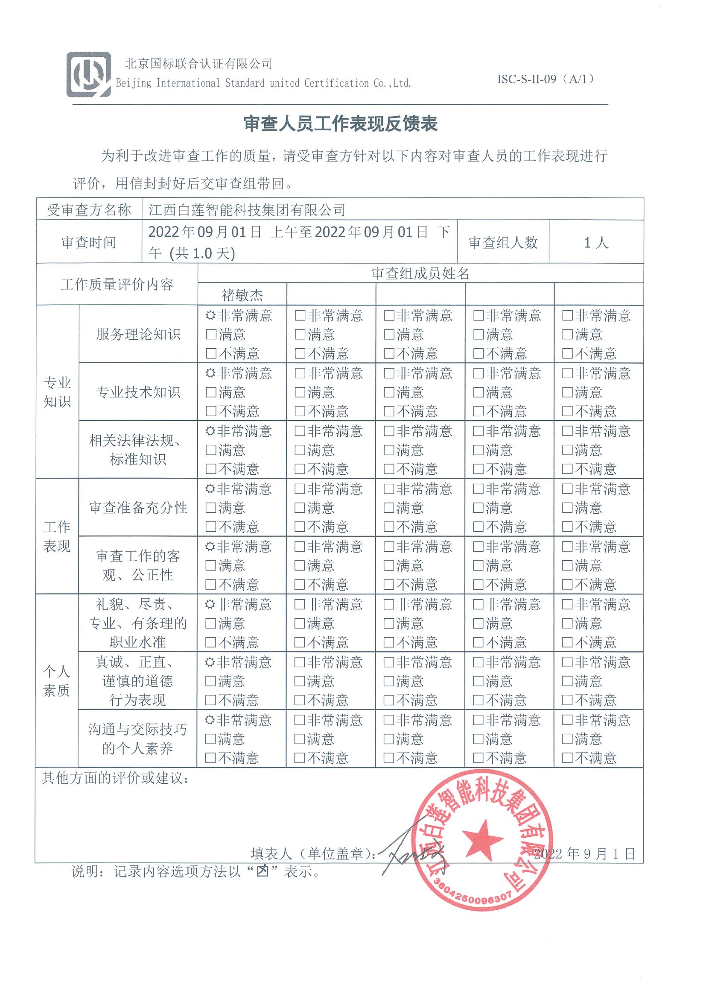 北京国标联合认证有限公司
Beijing International Standard united Certification Co.,Ltd.
ISC-S-II-09（A/1）
审查人员工作表现反馈表
为利于改进审查工作的质量，请受审查方针对以下内容对审查人员的工作表现进行
评价，用信封封好后交审查组带回。
受审查方名称 江西白莲智能科技集团有限公司
审查时间 2022年09月01日 上午至2022年09月01日 下
午 (共1.0天) 审查组人数 1人
工作质量评价内容 审查组成员姓名
褚敏杰
专业
知识
服务理论知识
☼非常满意 □非常满意 □非常满意 □非常满意 □非常满意
□满意 □满意 □满意 □满意 □满意
□不满意 □不满意 □不满意 □不满意 □不满意
专业技术知识
☼非常满意 □非常满意 □非常满意 □非常满意 □非常满意
□满意 □满意 □满意 □满意 □满意
□不满意 □不满意 □不满意 □不满意 □不满意
相关法律法规、
标准知识
☼非常满意 □非常满意 □非常满意 □非常满意 □非常满意
□满意 □满意 □满意 □满意 □满意
□不满意 □不满意 □不满意 □不满意 □不满意
工作
表现
审查准备充分性
☼非常满意 □非常满意 □非常满意 □非常满意 □非常满意
□满意 □满意 □满意 □满意 □满意
□不满意 □不满意 □不满意 □不满意 □不满意
审查工作的客
观、公正性
☼非常满意 □非常满意 □非常满意 □非常满意 □非常满意
□满意 □满意 □满意 □满意 □满意
□不满意 □不满意 □不满意 □不满意 □不满意
个人
素质
礼貌、尽责、
专业、有条理的
职业水准
☼非常满意 □非常满意 □非常满意 □非常满意 □非常满意
□满意 □满意 □满意 □满意 □满意
□不满意 □不满意 □不满意 □不满意 □不满意
真诚、正直、
谨慎的道德
行为表现
☼非常满意 □非常满意 □非常满意 □非常满意 □非常满意
□满意 □满意 □满意 □满意 □满意
□不满意 □不满意 □不满意 □不满意 □不满意
沟通与交际技巧
的个人素养
☼非常满意 □非常满意 □非常满意 □非常满意 □非常满意
□满意 □满意 □满意 □满意 □满意
□不满意 □不满意 □不满意 □不满意 □不满意
其他方面的评价或建议：
填表人（单位盖章）： 2022年9月1日
江西白莲智能科技集团有限公司
3604250096307
说明：记录内容选项方法以“☒”表示。